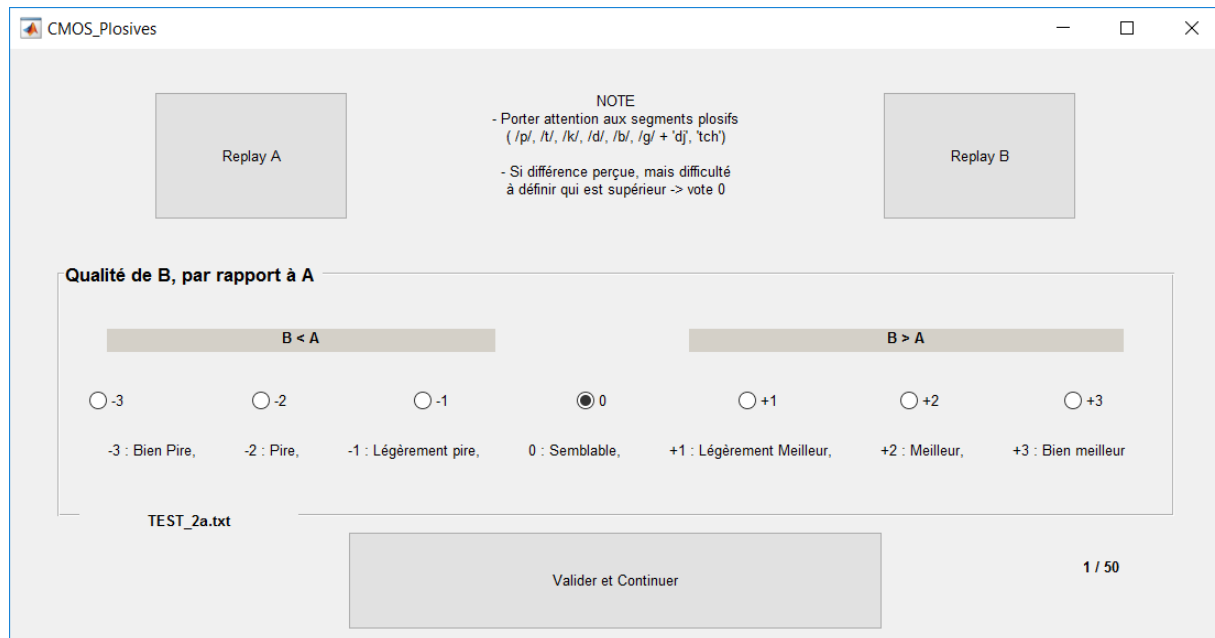 CMOS_Plosives
NOTE
- Porter attention aux segments plosifs
( /p/, /t/, /k/, /d/, /b/, /g/ + 'dj', 'tch')
- Si différence perçue, mais difficulté
à définir qui est supérieur -> vote 0
Replay A
Replay B
Qualité de B, par rapport à A
B < A
B > A
-3 -2 -1 0 +1 +2 +3
-3 : Bien Pire, -2 : Pire, -1 : Légèrement pire, 0 : Semblable, +1 : Légèrement Meilleur, +2 : Meilleur, +3 : Bien meilleur
TEST_2a.txt
Valider et Continuer
1 / 50